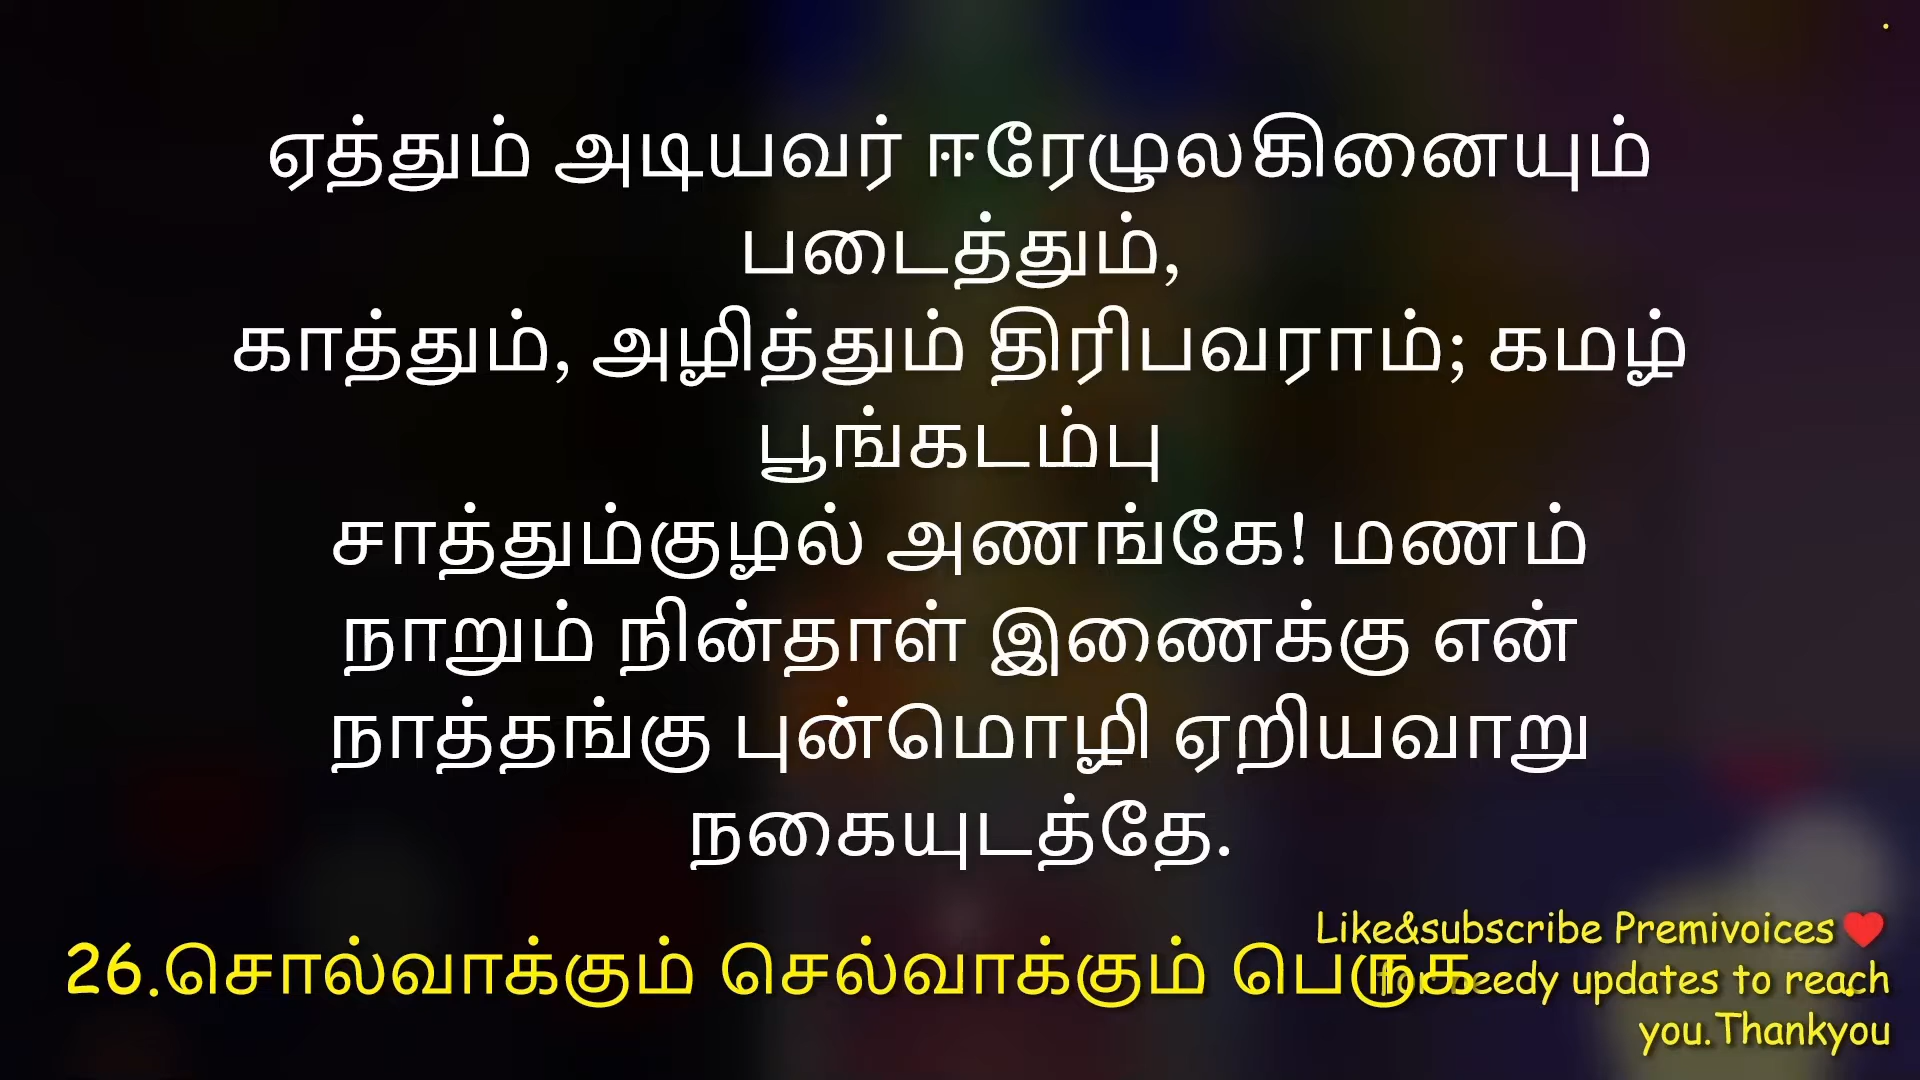 ஏத்தும் அடியவர் ஈரேழுலகினையும்
படைத்தும்,
காத்தும், அழித்தும் திரிபவராம்; கமழ்
பூங்கடம்பு
சாத்தும்குழல் அணங்கே! மணம்
நாறும் நின்தாள் இணைக்கு என்
நாத்தங்கு புன்மொழி ஏறியவாறு
நகையுடத்தே.
26.சொல்வாக்கும் செல்வாக்கும் பெருக
Like&subscribe Premivoices ❤
for needy updates to reach
you.Thankyou